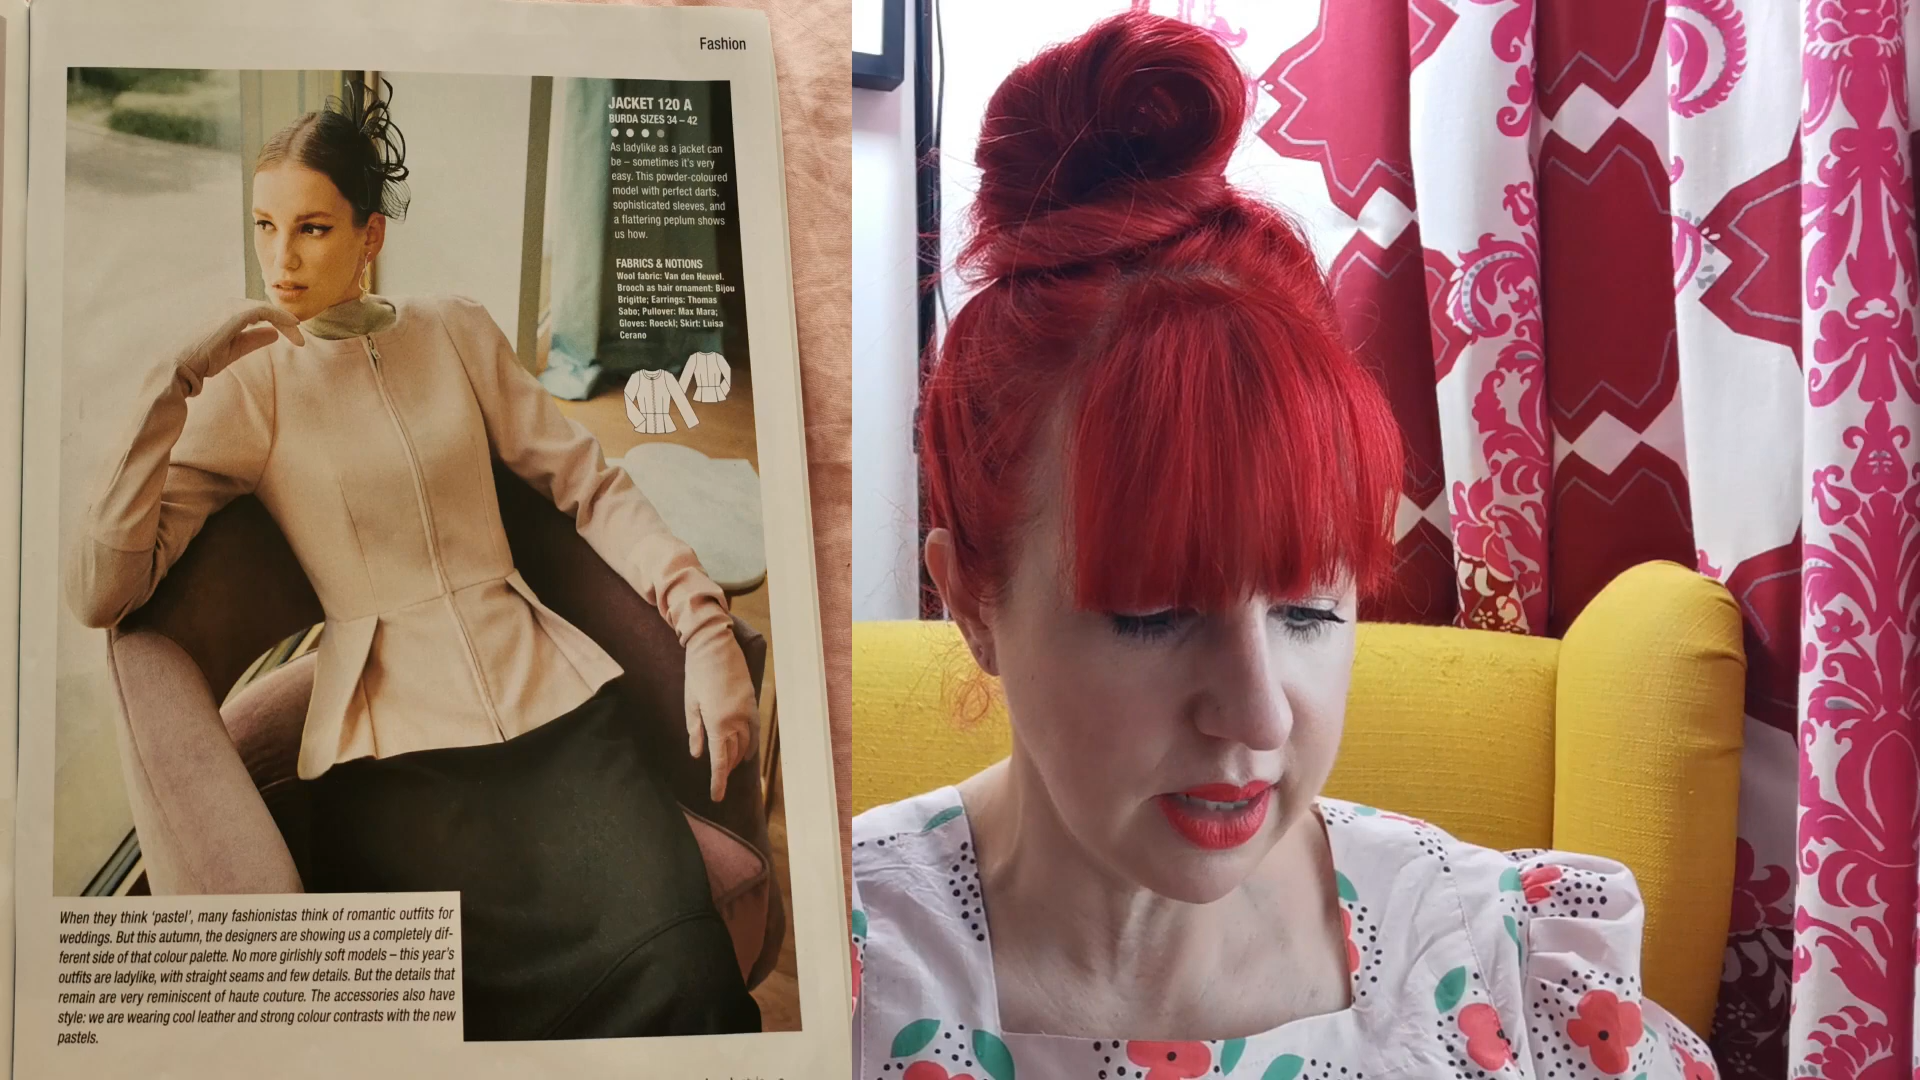 Fashion
JACKET 120 A
BURDA SIZES 34 – 42
As ladylike as a jacket can
be – sometimes it's very
easy. This powder-coloured
model with perfect darts,
sophisticated sleeves, and
a flattering peplum shows
us how.
FABRICS & NOTIONS
Wool fabric: Van den Heuvel.
Brooch as hair ornament: Bijou
Brigitte; Earrings: Thomas
Sabo; Pullover: Max Mara;
Gloves: Roeckl; Skirt: Luisa
Cerano
When they think 'pastel', many fashionistas think of romantic outfits for
weddings. But this autumn, the designers are showing us a completely dif-
ferent side of that colour palette. No more girlishly soft models – this year's
outfits are ladylike, with straight seams and few details. But the details that
remain are very reminiscent of haute couture. The accessories also have
style: we are wearing cool leather and strong colour contrasts with the new
pastels.